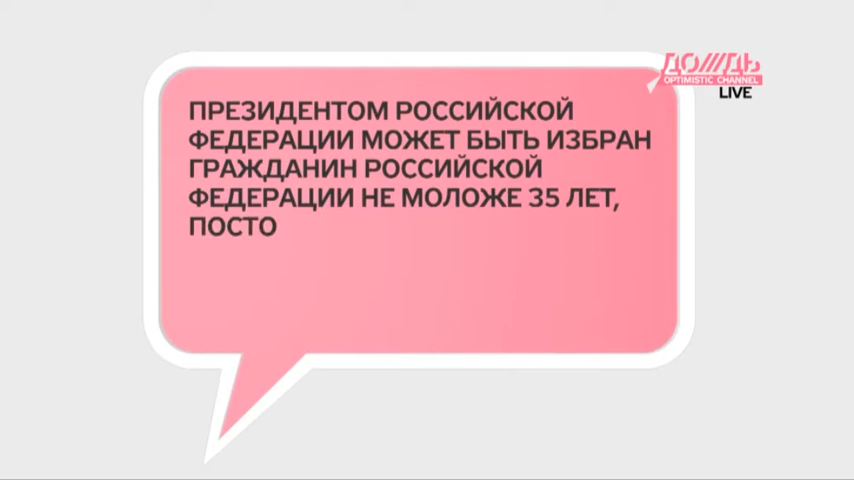 ДОЖДЬ
OPTIMISTIC CHANNEL
LIVE
ПРЕЗИДЕНТОМ РОССИЙСКОЙ
ФЕДЕРАЦИИ МОЖЕТ БЫТЬ ИЗБРАН
ГРАЖДАНИН РОССИЙСКОЙ
ФЕДЕРАЦИИ НЕ МОЛОЖЕ 35 ЛЕТ,
ПОСТО